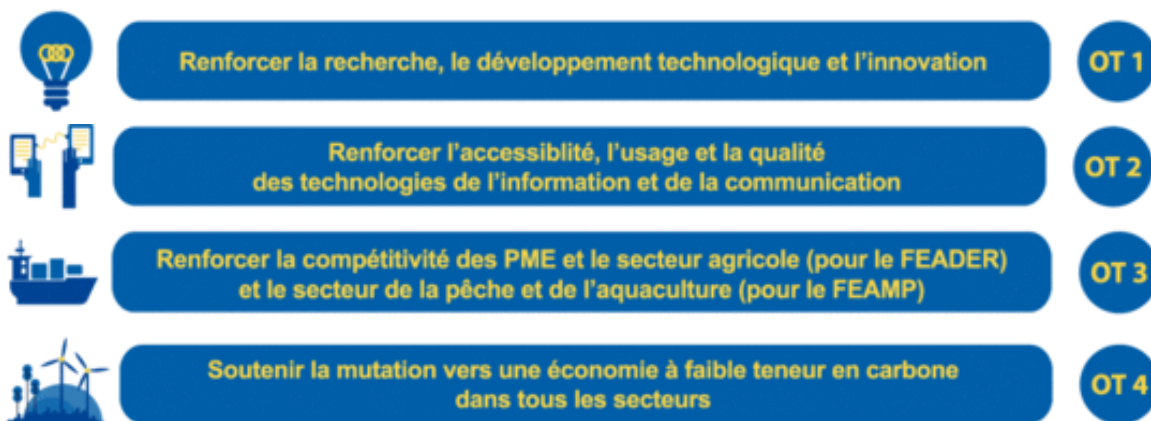 Renforcer la recherche, le développement technologique et l'innovation
OT 1
Renforcer l'accessiblité, l'usage et la qualité
des technologies de l'information et de la communication
OT 2
Renforcer la compétitivité des PME et le secteur agricole (pour le FEADER)
et le secteur de la pêche et de l'aquaculture (pour le FEAMP)
OT 3
Soutenir la mutation vers une économie à faible teneur en carbone
dans tous les secteurs
OT 4